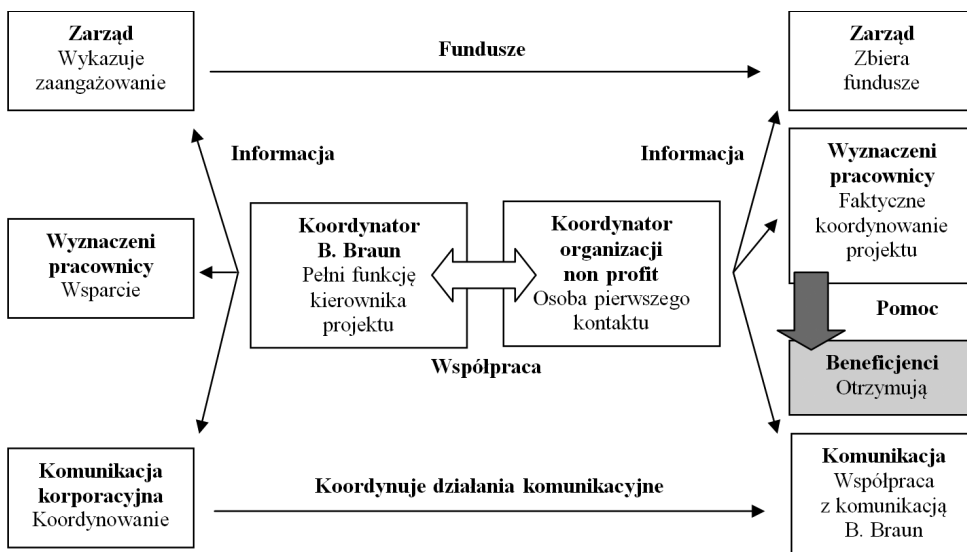 Zarząd
Wykazuje
zaangażowanie
Fundusze
Zarząd
Zbiera
fundusze
Informacja
Informacja
Wyznaczeni
pracownicy
Wsparcie
Koordynator
B. Braun
Pełni funkcję
kierownika
projektu
Koordynator
organizacji
non profit
Osoba pierwszego
kontaktu
Współpraca
Wyznaczeni
pracownicy
Faktyczne
koordynowanie
projektu
Pomoc
Beneficjenci
Otrzymują
Komunikacja
korporacyjna
Koordynowanie
Koordynuje działania komunikacyjne
Komunikacja
Współpraca
z komunikacją
B. Braun